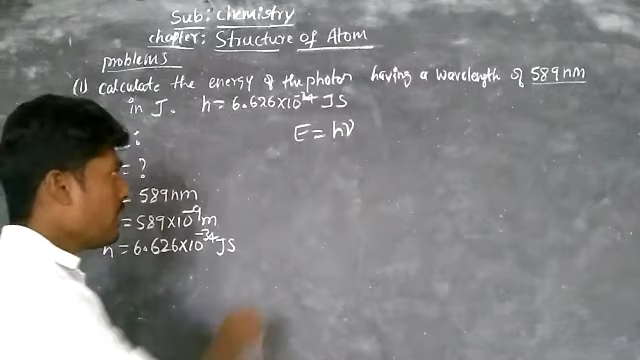 Sub: Chemistry
chapter: Structure of Atom
problems
(1) calculate the energy of the photon having a wavelength of 589 nm
in J. h = 6.626×10⁻³⁴ JS
E = hν
:
= ?
= 589 nm
= 589×10⁻⁹ m
h = 6.626×10⁻³⁴ JS